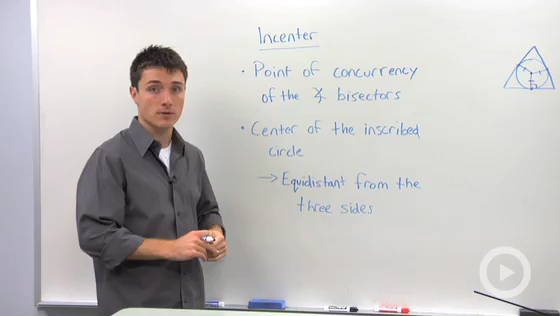 Incenter
• Point of concurrency
of the ∡ bisectors
• Center of the inscribed
circle
→ Equidistant from the
three sides